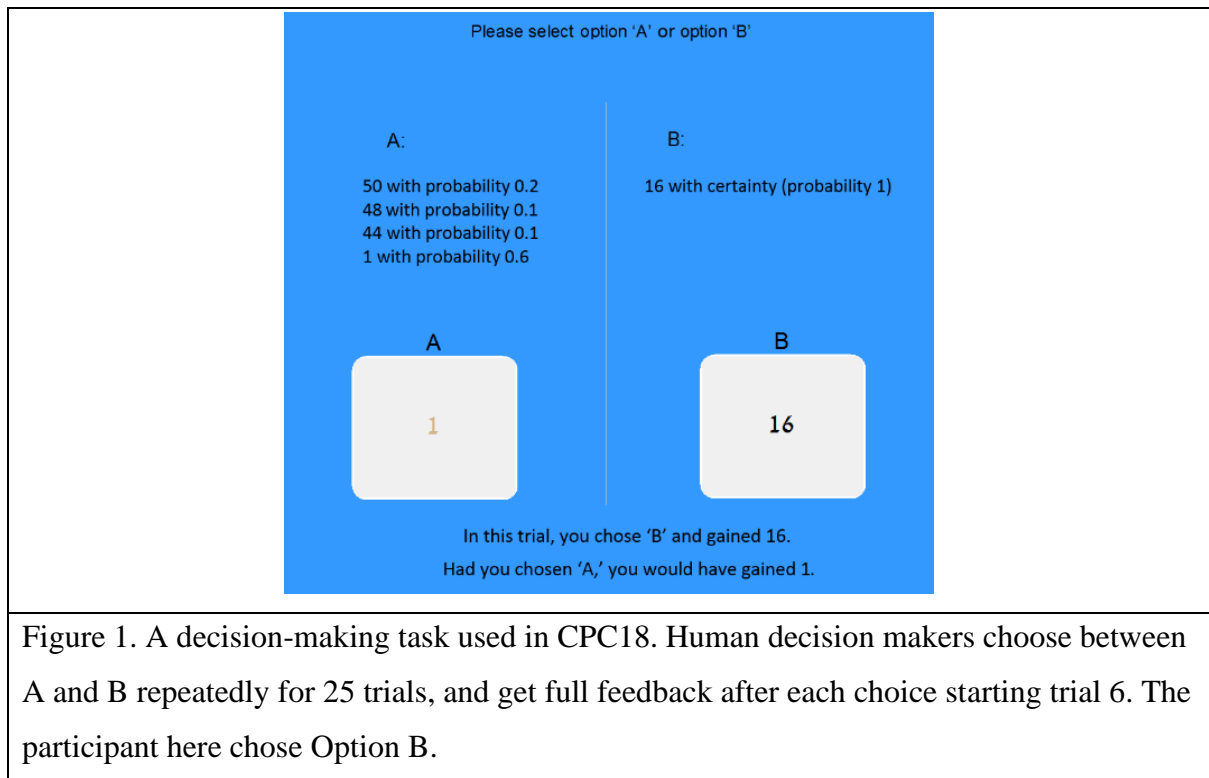 Please select option ‘A’ or option ‘B’
A:
50 with probability 0.2
48 with probability 0.1
44 with probability 0.1
1 with probability 0.6
B:
16 with certainty (probability 1)
A
1
B
16
In this trial, you chose ‘B’ and gained 16.
Had you chosen ‘A,’ you would have gained 1.
Figure 1. A decision-making task used in CPC18. Human decision makers choose between
A and B repeatedly for 25 trials, and get full feedback after each choice starting trial 6. The
participant here chose Option B.